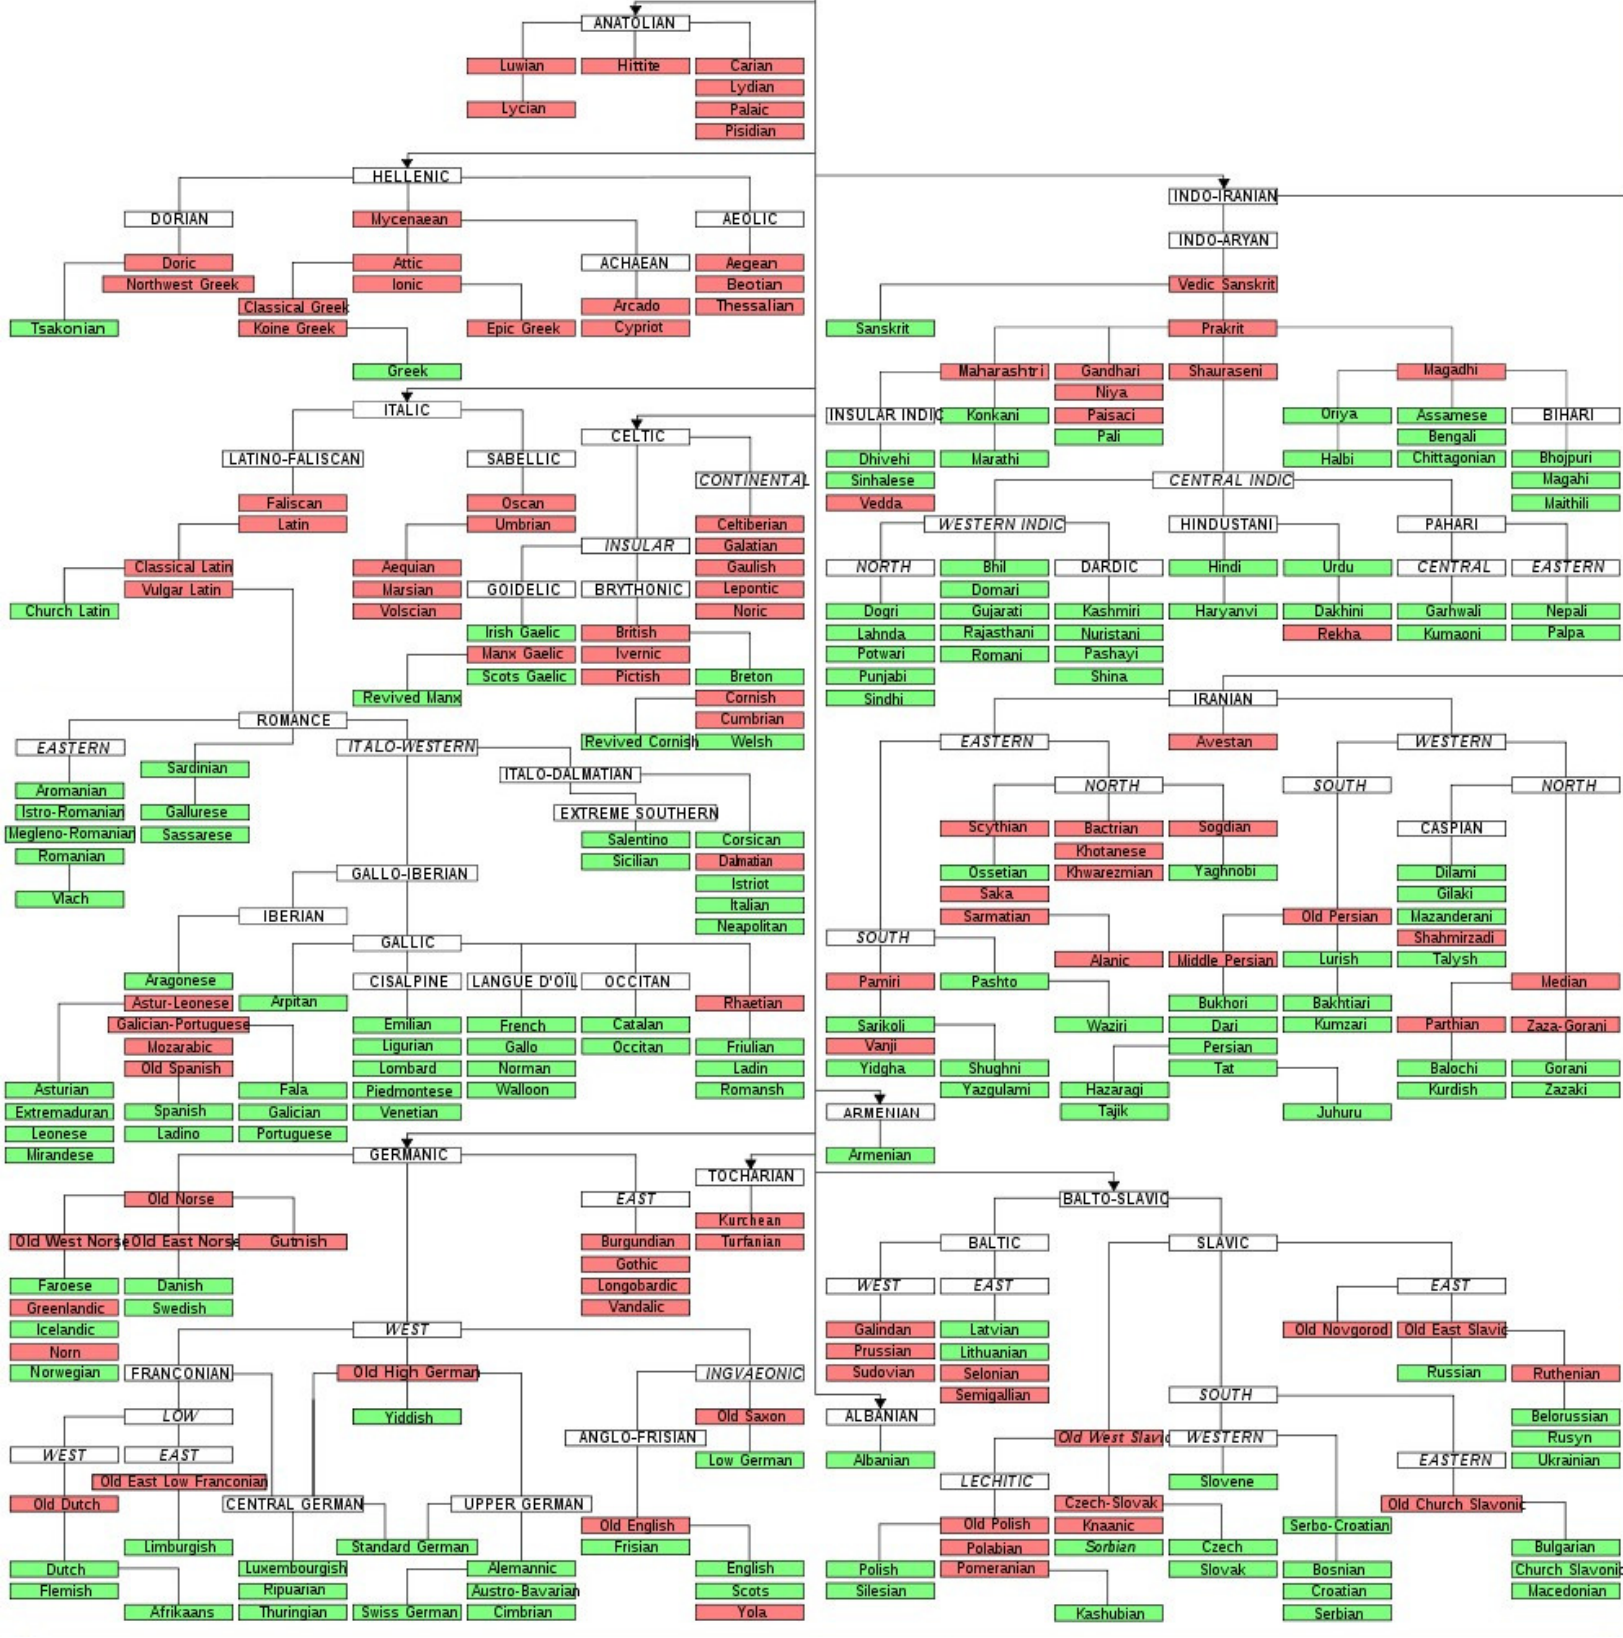 ANATOLIAN
Luwian
Hittite
Carian
Lydian
Lycian
Palaic
Pisidian
HELLENIC
DORIAN
Mycenaean
AEOLIC
Doric
Attic
ACHAEAN
Aegean
Northwest Greek
Ionic
Beotian
Classical Greek
Arcado
Thessalian
Tsakonian
Koine Greek
Epic Greek
Cypriot
Greek
ITALIC
CELTIC
LATINO-FALISCAN
SABELLIC
CONTINENTAL
Faliscan
Oscan
Latin
Umbrian
Celtiberian
INSULAR
Galatian
Classical Latin
Aequian
Gaulish
Vulgar Latin
Marsian
GOIDELIC
BRYTHONIC
Lepontic
Church Latin
Volscian
Noric
Irish Gaelic
British
Manx Gaelic
Ivernic
Scots Gaelic
Pictish
Breton
Revived Manx
Cornish
ROMANCE
Cumbrian
EASTERN
ITALO-WESTERN
Revived Cornish
Welsh
Sardinian
ITALO-DALMATIAN
Aromanian
Istro-Romanian
Gallurese
EXTREME SOUTHERN
Megleno-Romanian
Sassarese
Salentino
Corsican
Romanian
Sicilian
Dalmatian
GALLO-IBERIAN
Istriot
Vlach
Italian
IBERIAN
Neapolitan
GALLIC
Aragonese
CISALPINE
LANGUE D'OÏL
OCCITAN
Astur-Leonese
Arpitan
Rhaetian
Galician-Portuguese
Emilian
French
Catalan
Mozarabic
Ligurian
Gallo
Occitan
Friulian
Old Spanish
Lombard
Norman
Ladin
Asturian
Fala
Piedmontese
Walloon
Romansh
Extremaduran
Spanish
Galician
Venetian
Leonese
Ladino
Portuguese
Mirandese
GERMANIC
TOCHARIAN
Old Norse
EAST
Kurchean
Old West Norse
Old East Norse
Gutnish
Burgundian
Turfanian
Gothic
Faroese
Danish
Longobardic
Greenlandic
Swedish
Vandalic
Icelandic
WEST
Norn
Norwegian
FRANCONIAN
Old High German
INGVAEONIC
LOW
Yiddish
Old Saxon
ANGLO-FRISIAN
WEST
EAST
Low German
Old East Low Franconian
Old Dutch
CENTRAL GERMAN
UPPER GERMAN
Old English
Limburgish
Standard German
Frisian
Dutch
Luxembourgish
Alemannic
English
Flemish
Ripuarian
Austro-Bavarian
Scots
Afrikaans
Thuringian
Swiss German
Cimbrian
Yola
INDO-IRANIAN
INDO-ARYAN
Vedic Sanskrit
Sanskrit
Prakrit
Maharashtri
Gandhari
Shauraseni
Magadhi
Niya
INSULAR INDIC
Konkani
Paisaci
Oriya
Assamese
BIHARI
Pali
Bengali
Dhivehi
Marathi
Halbi
Chittagonian
Bhojpuri
Sinhalese
CENTRAL INDIC
Magahi
Vedda
Maithili
WESTERN INDIC
HINDUSTANI
PAHARI
NORTH
Bhil
DARDIC
Hindi
Urdu
CENTRAL
EASTERN
Domari
Dogri
Gujarati
Kashmiri
Haryanvi
Dakhini
Garhwali
Nepali
Lahnda
Rajasthani
Nuristani
Rekha
Kumaoni
Palpa
Potwari
Romani
Pashayi
Punjabi
Shina
Sindhi
IRANIAN
EASTERN
Avestan
WESTERN
NORTH
SOUTH
NORTH
Scythian
Bactrian
Sogdian
CASPIAN
Khotanese
Ossetian
Khwarezmian
Yaghnobi
Dilami
Saka
Gilaki
Sarmatian
Old Persian
Mazanderani
SOUTH
Shahmirzadi
Alanic
Middle Persian
Lurish
Talysh
Pamiri
Pashto
Median
Bukhori
Bakhtiari
Sarikoli
Waziri
Dari
Kumzari
Parthian
Zaza-Gorani
Vanji
Persian
Yidgha
Shughni
Tat
Balochi
Gorani
Yazgulami
Hazaragi
Kurdish
Zazaki
ARMENIAN
Tajik
Juhuru
Armenian
BALTO-SLAVIC
BALTIC
SLAVIC
WEST
EAST
EAST
Galindan
Latvian
Old Novgorod
Old East Slavic
Prussian
Lithuanian
Sudovian
Selonian
Russian
Ruthenian
Semigallian
SOUTH
ALBANIAN
Belorussian
Old West Slavic
WESTERN
Rusyn
Albanian
EASTERN
Ukrainian
LECHITIC
Slovene
Czech-Slovak
Old Church Slavonic
Old Polish
Knaanic
Serbo-Croatian
Polabian
Sorbian
Czech
Bulgarian
Polish
Pomeranian
Slovak
Bosnian
Church Slavonic
Silesian
Croatian
Macedonian
Kashubian
Serbian